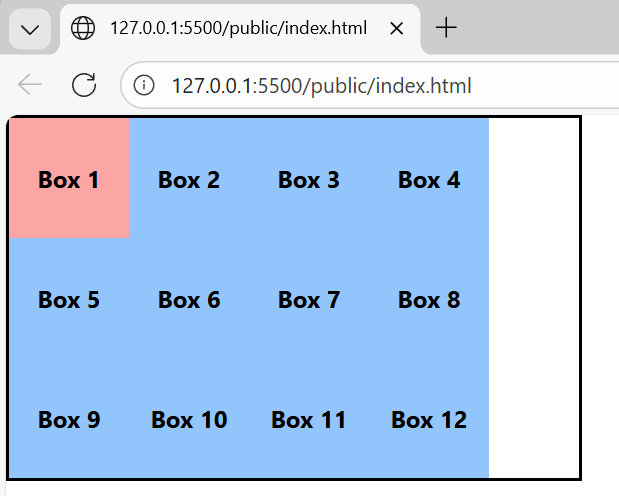 127.0.0.1:5500/public/index.html
127.0.0.1:5500/public/index.html
Box 1 Box 2 Box 3 Box 4
Box 5 Box 6 Box 7 Box 8
Box 9 Box 10 Box 11 Box 12